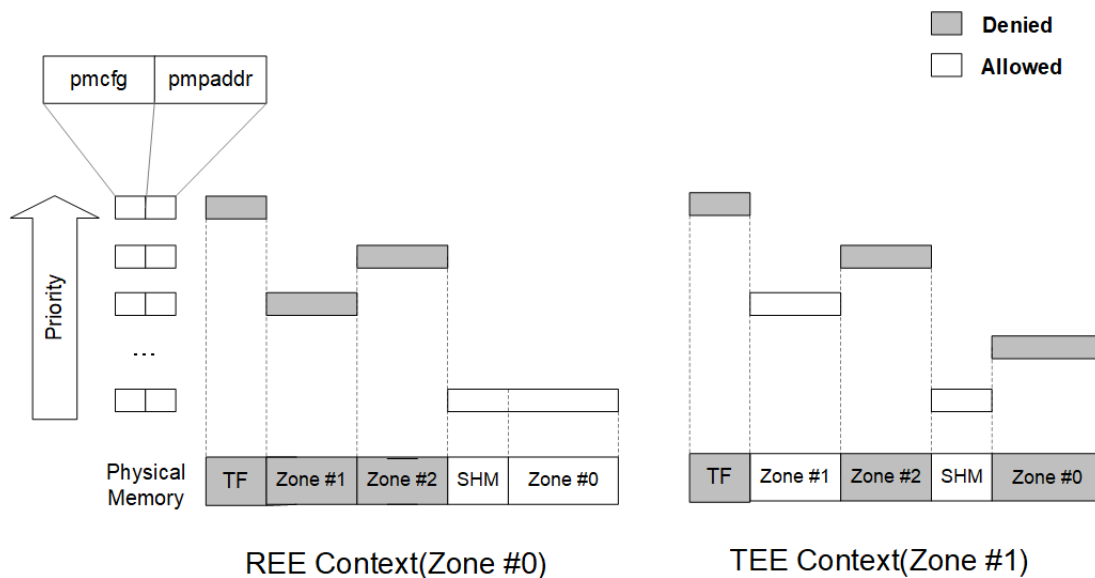 Denied
Allowed
pmcfg pmpaddr
Priority
...
Physical
Memory
TF Zone #1 Zone #2 SHM Zone #0
TF Zone #1 Zone #2 SHM Zone #0
REE Context(Zone #0)
TEE Context(Zone #1)